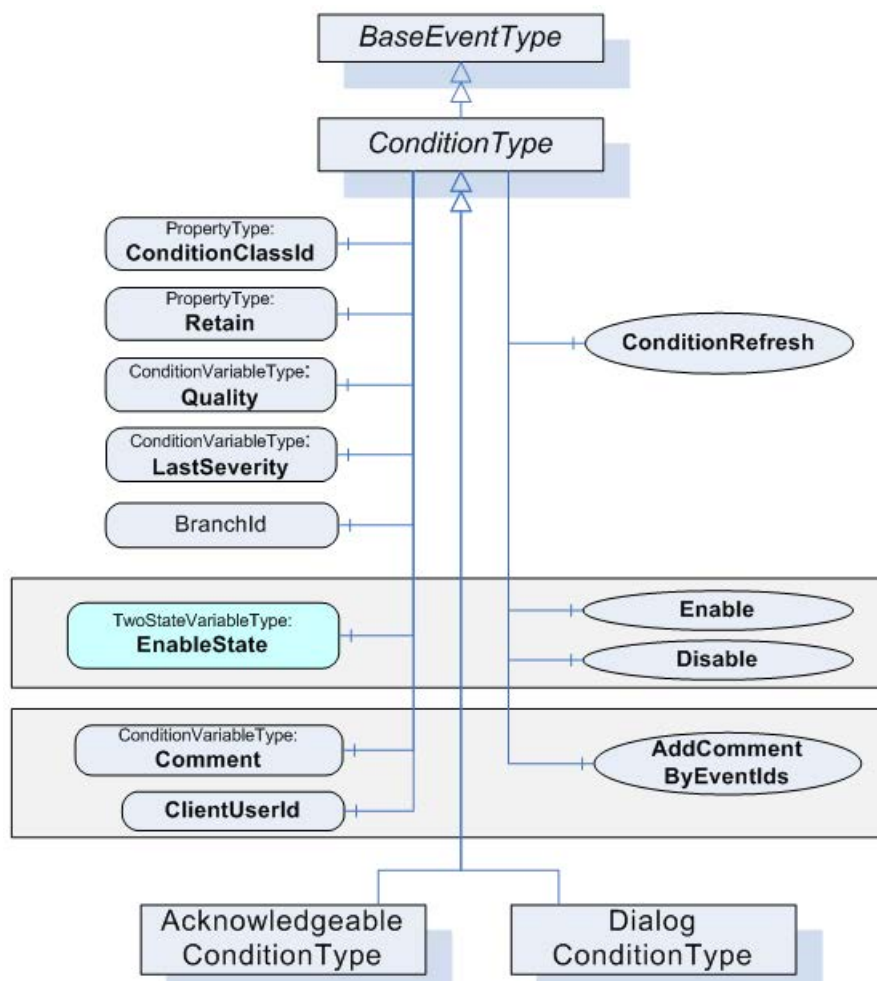 BaseEventType
ConditionType
PropertyType:
ConditionClassId
PropertyType:
Retain
ConditionRefresh
ConditionVariableType:
Quality
ConditionVariableType:
LastSeverity
BranchId
TwoStateVariableType:
EnableState
Enable
Disable
ConditionVariableType:
Comment
AddComment
ByEventIds
ClientUserId
Acknowledgeable
ConditionType
Dialog
ConditionType